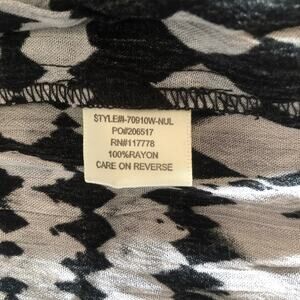 STYLE#I-70910W-NUL
PO#206517
RN#117778
100%RAYON
CARE ON REVERSE